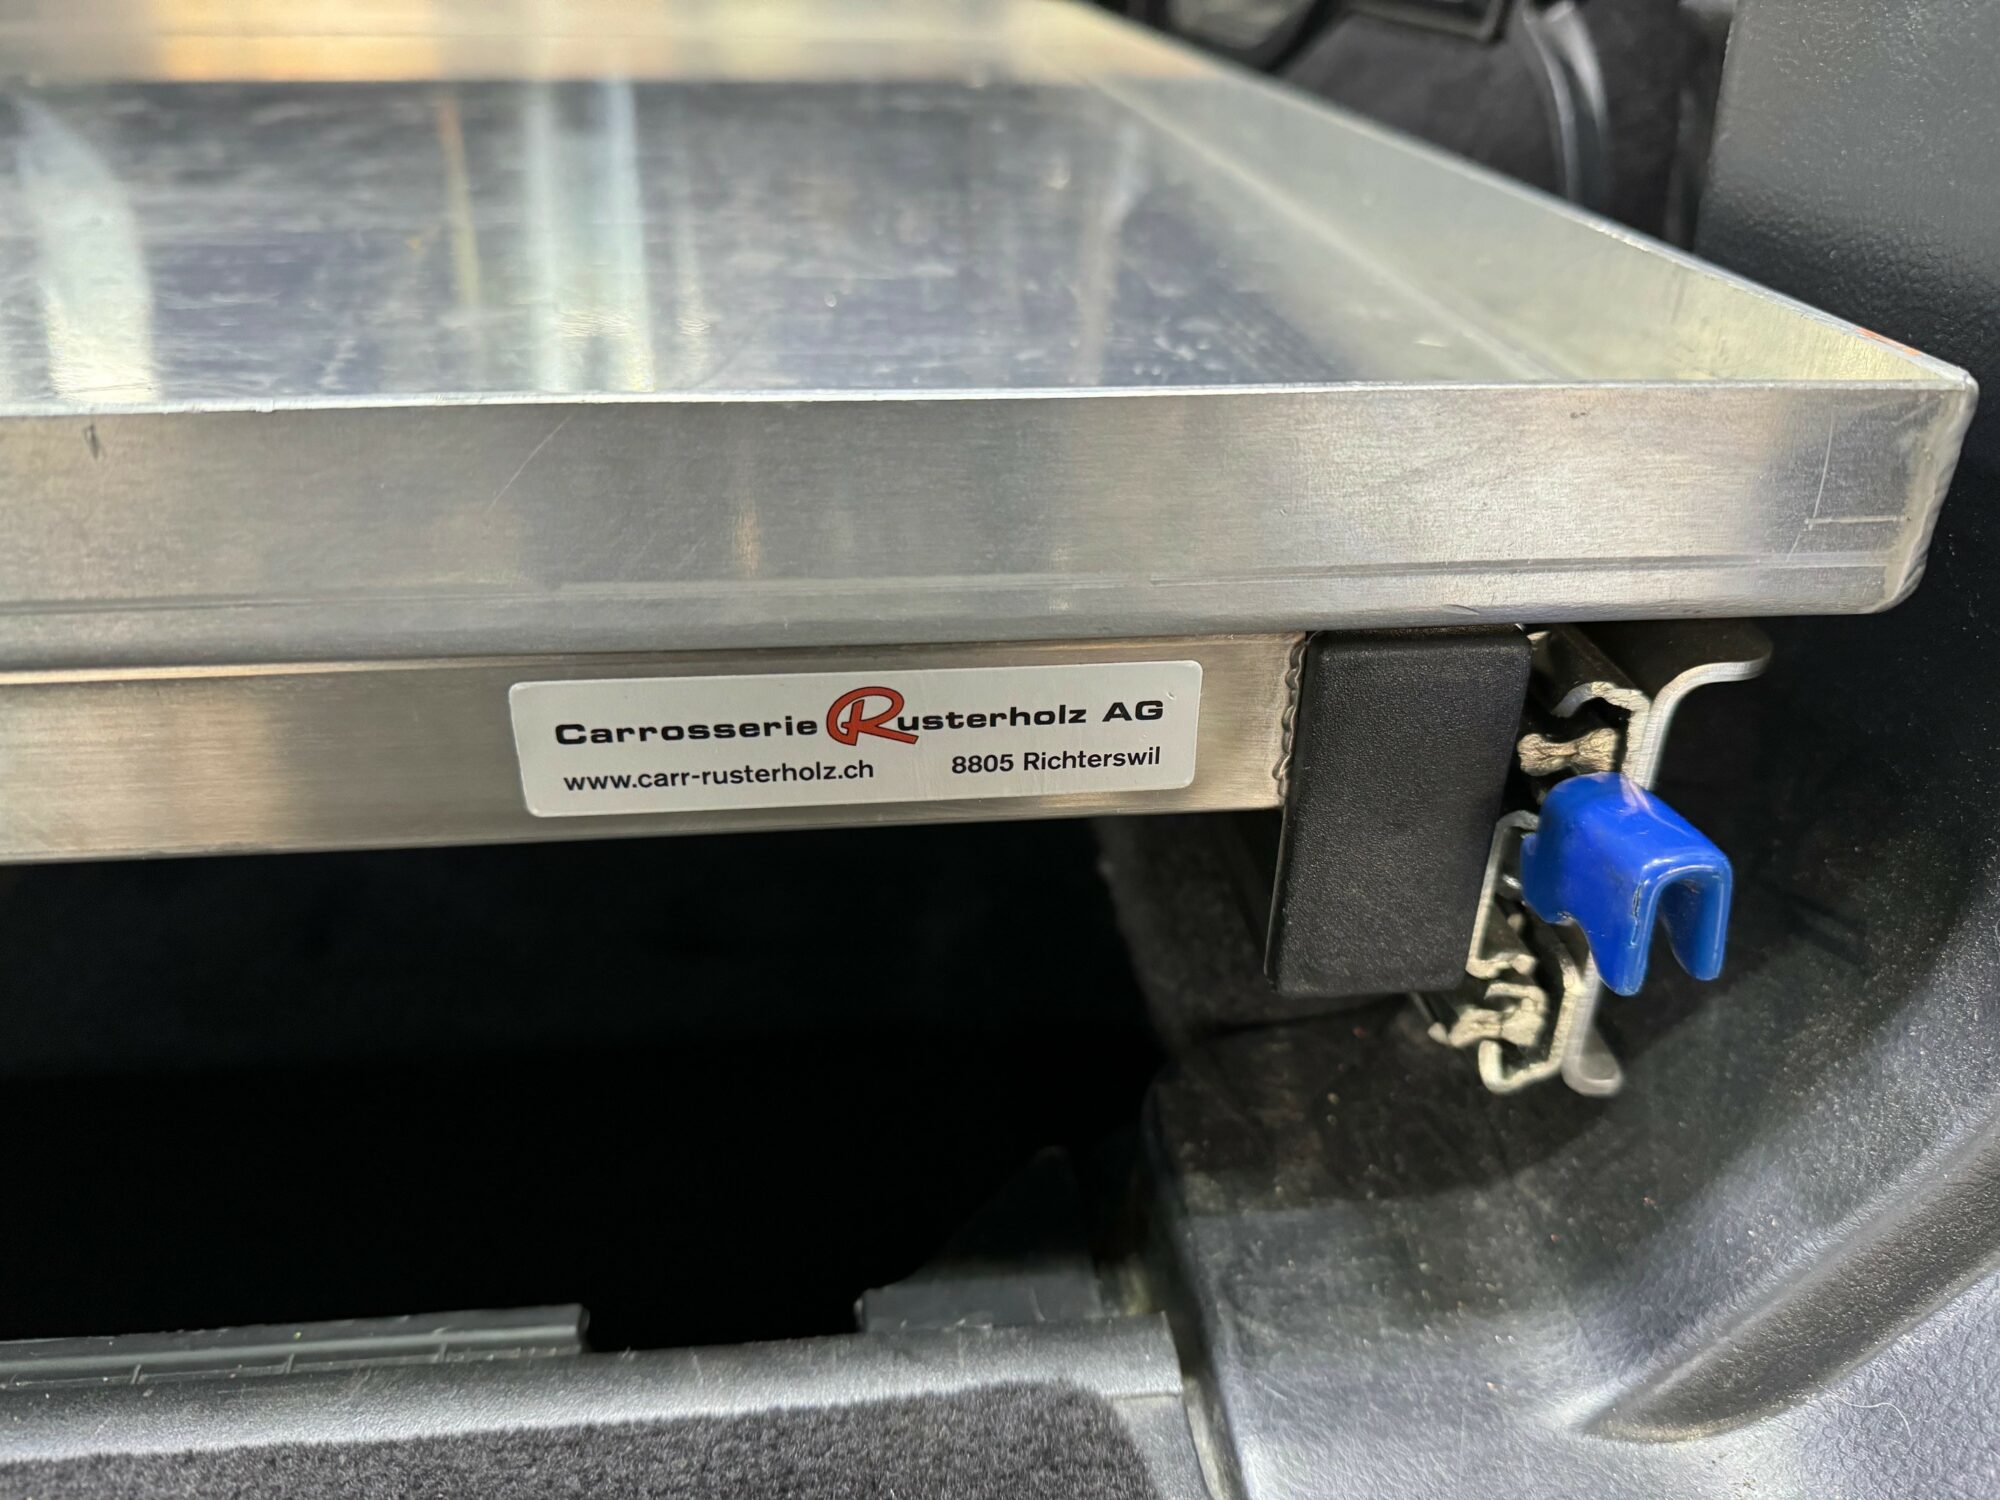 Carrosserie Rusterholz AG
www.carr-rusterholz.ch 8805 Richterswil